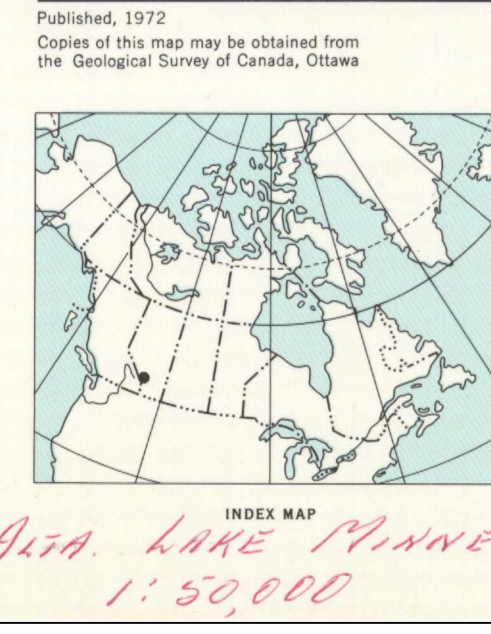 Published, 1972
Copies of this map may be obtained from
the Geological Survey of Canada, Ottawa
INDEX MAP
ALTA. LAKE MINNE
1:50,000